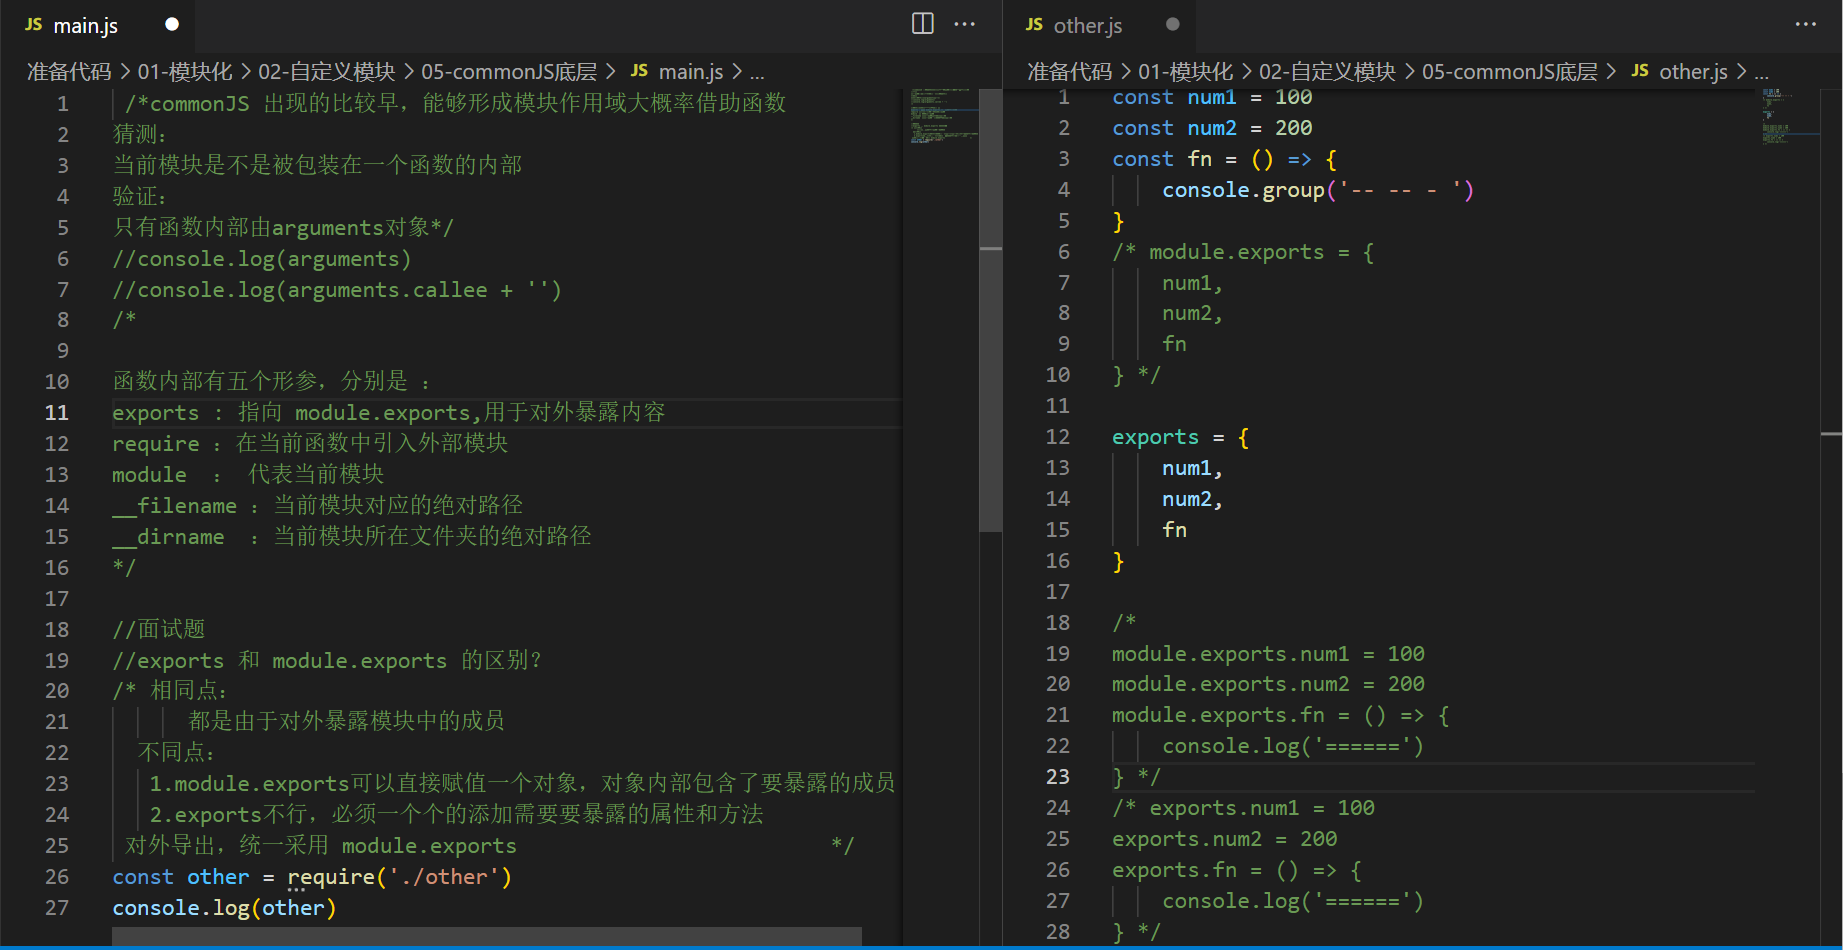 JS main.js
准备代码 > 01-模块化 > 02-自定义模块 > 05-commonJS底层 > JS main.js > ...
1 /*commonJS 出现的比较早，能够形成模块作用域大概率借助函数
2 猜测：
3 当前模块是不是被包装在一个函数的内部
4 验证：
5 只有函数内部由arguments对象*/
6 //console.log(arguments)
7 //console.log(arguments.callee + '')
8 /*
9
10 函数内部有五个形参，分别是 ：
11 exports : 指向 module.exports,用于对外暴露内容
12 require : 在当前函数中引入外部模块
13 module : 代表当前模块
14 __filename : 当前模块对应的绝对路径
15 __dirname : 当前模块所在文件夹的绝对路径
16 */
17
18 //面试题
19 //exports 和 module.exports 的区别？
20 /* 相同点：
21 都是由于对外暴露模块中的成员
22 不同点：
23 1.module.exports可以直接赋值一个对象，对象内部包含了要暴露的成员
24 2.exports不行，必须一个个的添加需要要暴露的属性和方法
25 对外导出，统一采用 module.exports */
26 const other = require('./other')
27 console.log(other)
JS other.js
准备代码 > 01-模块化 > 02-自定义模块 > 05-commonJS底层 > JS other.js > ...
1 const num1 = 100
2 const num2 = 200
3 const fn = () => {
4 console.group('-- -- - ')
5 }
6 /* module.exports = {
7 num1,
8 num2,
9 fn
10 } */
11
12 exports = {
13 num1,
14 num2,
15 fn
16 }
17
18 /*
19 module.exports.num1 = 100
20 module.exports.num2 = 200
21 module.exports.fn = () => {
22 console.log('======')
23 } */
24 /* exports.num1 = 100
25 exports.num2 = 200
26 exports.fn = () => {
27 console.log('======')
28 } */